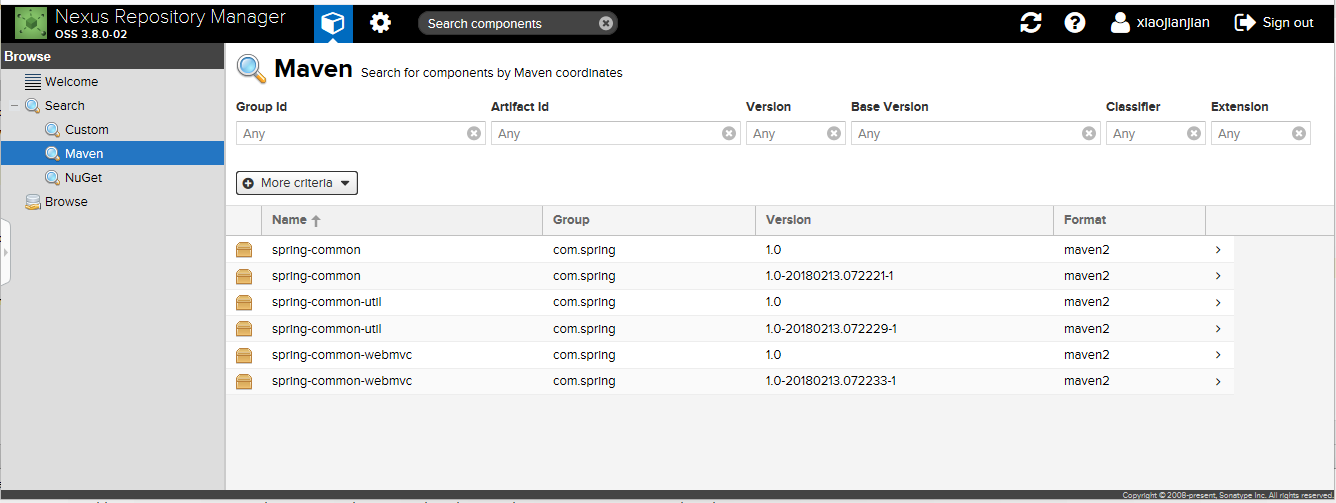 Nexus Repository Manager
OSS 3.8.0-02
Search components
xiaojianjian
Sign out
Browse
Welcome
Search
Custom
Maven
NuGet
Browse
Maven Search for components by Maven coordinates
Group Id Artifact Id Version Base Version Classifier Extension
Any Any Any Any Any Any
More criteria
Name Group Version Format
spring-common com.spring 1.0 maven2
spring-common com.spring 1.0-20180213.072221-1 maven2
spring-common-util com.spring 1.0 maven2
spring-common-util com.spring 1.0-20180213.072229-1 maven2
spring-common-webmvc com.spring 1.0 maven2
spring-common-webmvc com.spring 1.0-20180213.072233-1 maven2
Copyright © 2008-present, Sonatype Inc. All rights reserved.